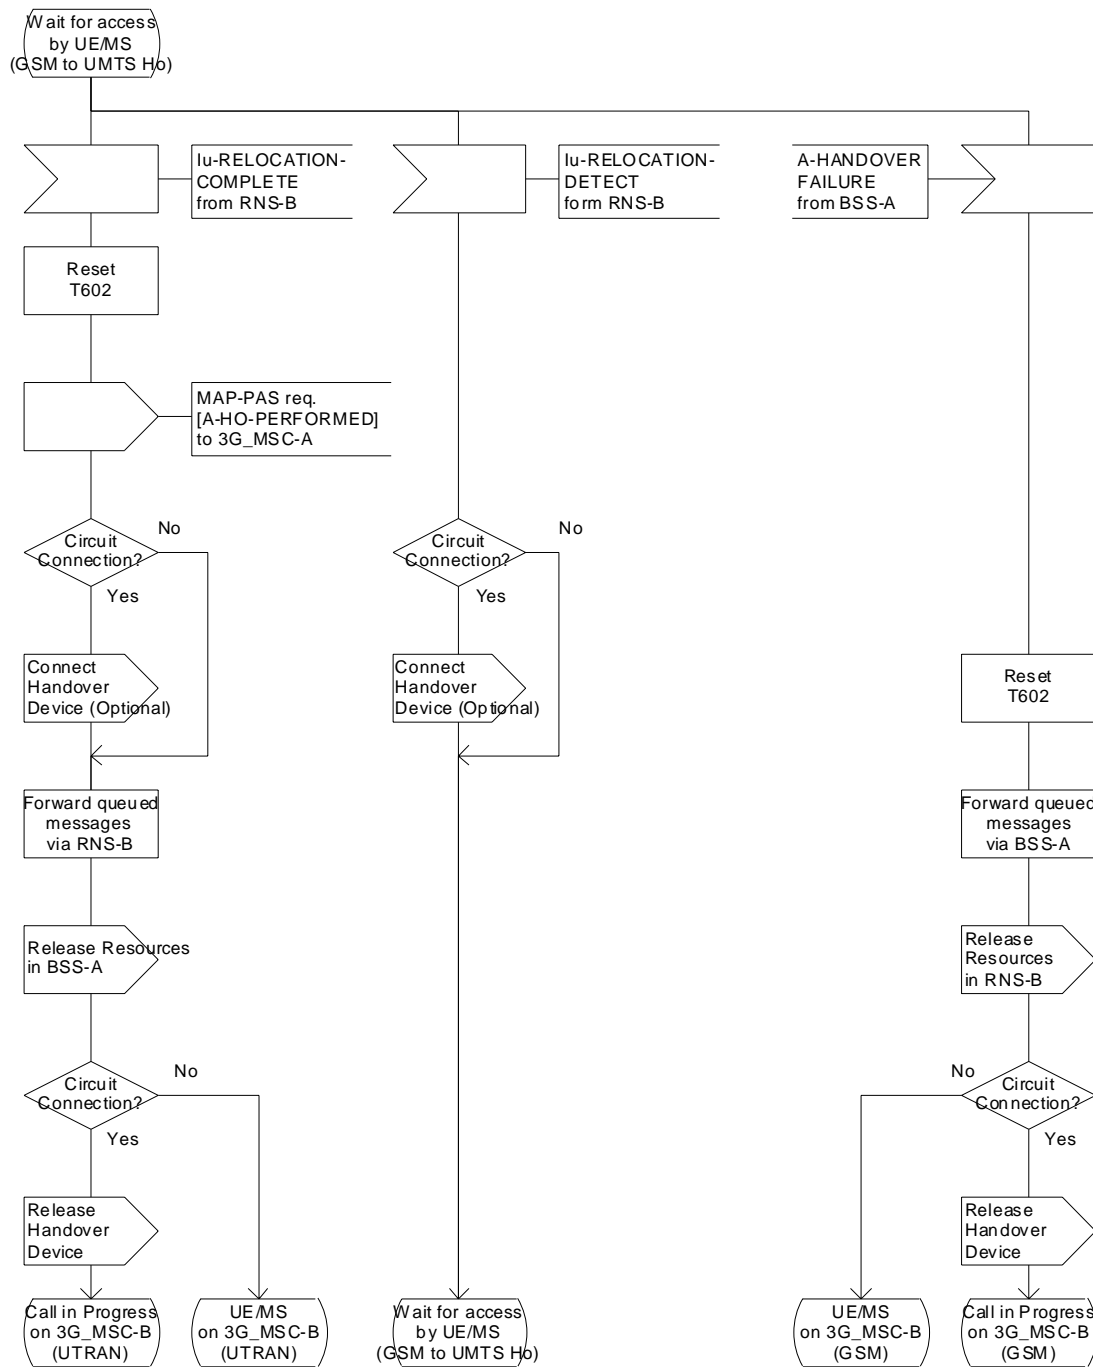 Wait for access
by UE/MS
(GSM to UMTS Ho)
Iu-RELOCATION-
COMPLETE
from RNS-B
Iu-RELOCATION-
DETECT
form RNS-B
A-HANDOVER
FAILURE
from BSS-A
Reset
T602
MAP-PAS req.
[A-HO-PERFORMED]
to 3G_MSC-A
Circuit
Connection?
No
Yes
Circuit
Connection?
No
Yes
Connect
Handover
Device (Optional)
Connect
Handover
Device (Optional)
Reset
T602
Forward queued
messages
via RNS-B
Forward queued
messages
via BSS-A
Release Resources
in BSS-A
Release
Resources
in RNS-B
Circuit
Connection?
No
Yes
No
Circuit
Connection?
Yes
Release
Handover
Device
Release
Handover
Device
Call in Progress
on 3G_MSC-B
(UTRAN)
UE/MS
on 3G_MSC-B
(UTRAN)
Wait for access
by UE/MS
(GSM to UMTS Ho)
UE/MS
on 3G_MSC-B
(GSM)
Call in Progress
on 3G_MSC-B
(GSM)